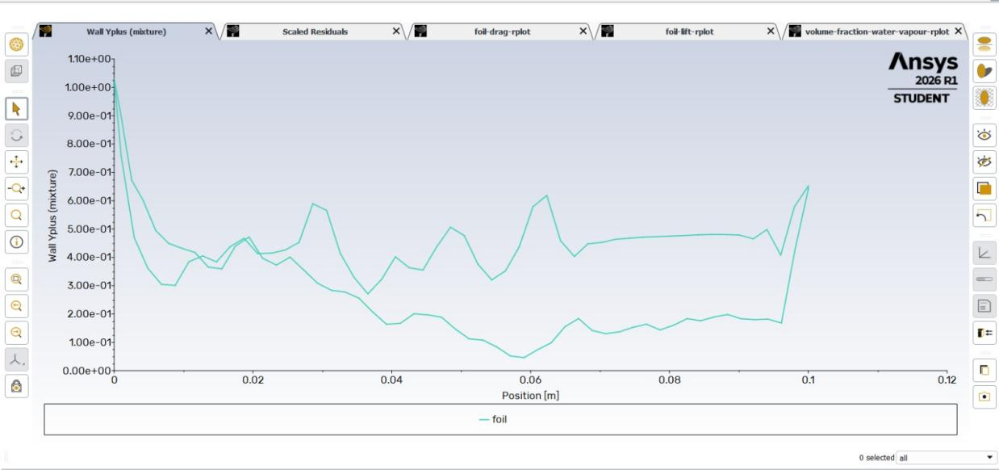 Wall Yplus (mixture)
Scaled Residuals
foil-drag-rplot
foil-lift-rplot
volume-fraction-water-vapour-rplot
Ansys
2026 R1
STUDENT
1.10e+00
1.00e+00
9.00e-01
8.00e-01
7.00e-01
6.00e-01
5.00e-01
4.00e-01
3.00e-01
2.00e-01
1.00e-01
0.00e+00
Wall Yplus (mixture)
0 0.02 0.04 0.06 0.08 0.1 0.12
Position [m]
foil
0 selected all